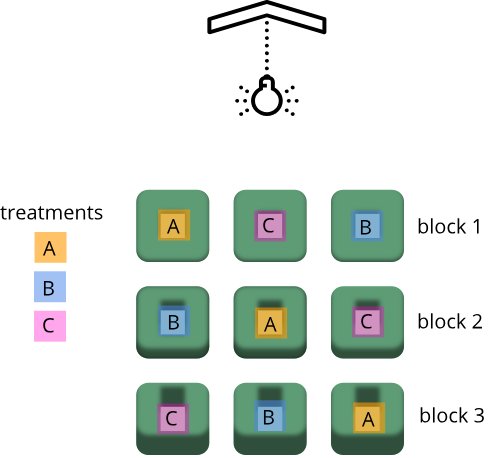 treatments
A
B
C
A C B block 1
B A C block 2
C B A block 3